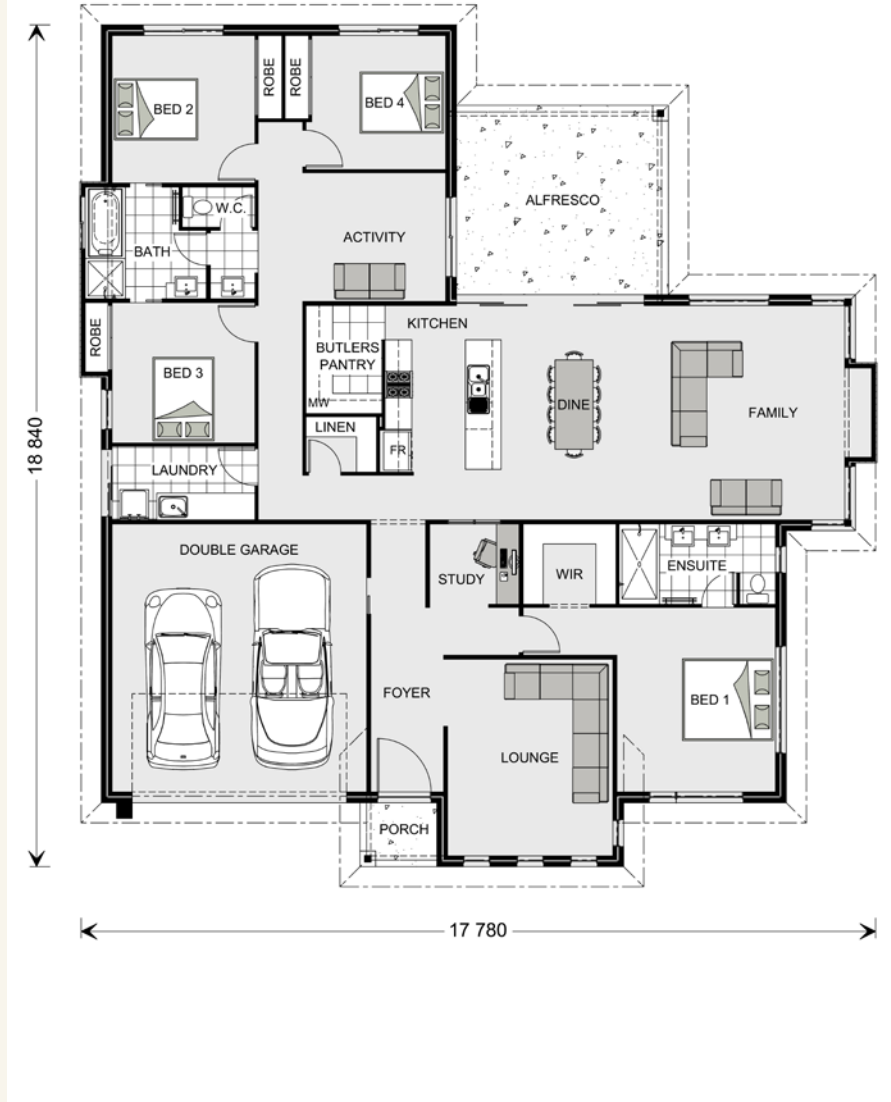 ROBE
ROBE
BED 2
BED 4
ALFRESCO
W.C.
ACTIVITY
BATH
KITCHEN
ROBE
BUTLERS
PANTRY
BED 3
MW
DINE
FAMILY
LINEN
FR
LAUNDRY
18 840
DOUBLE GARAGE
STUDY
WIR
ENSUITE
FOYER
BED 1
LOUNGE
PORCH
17 780